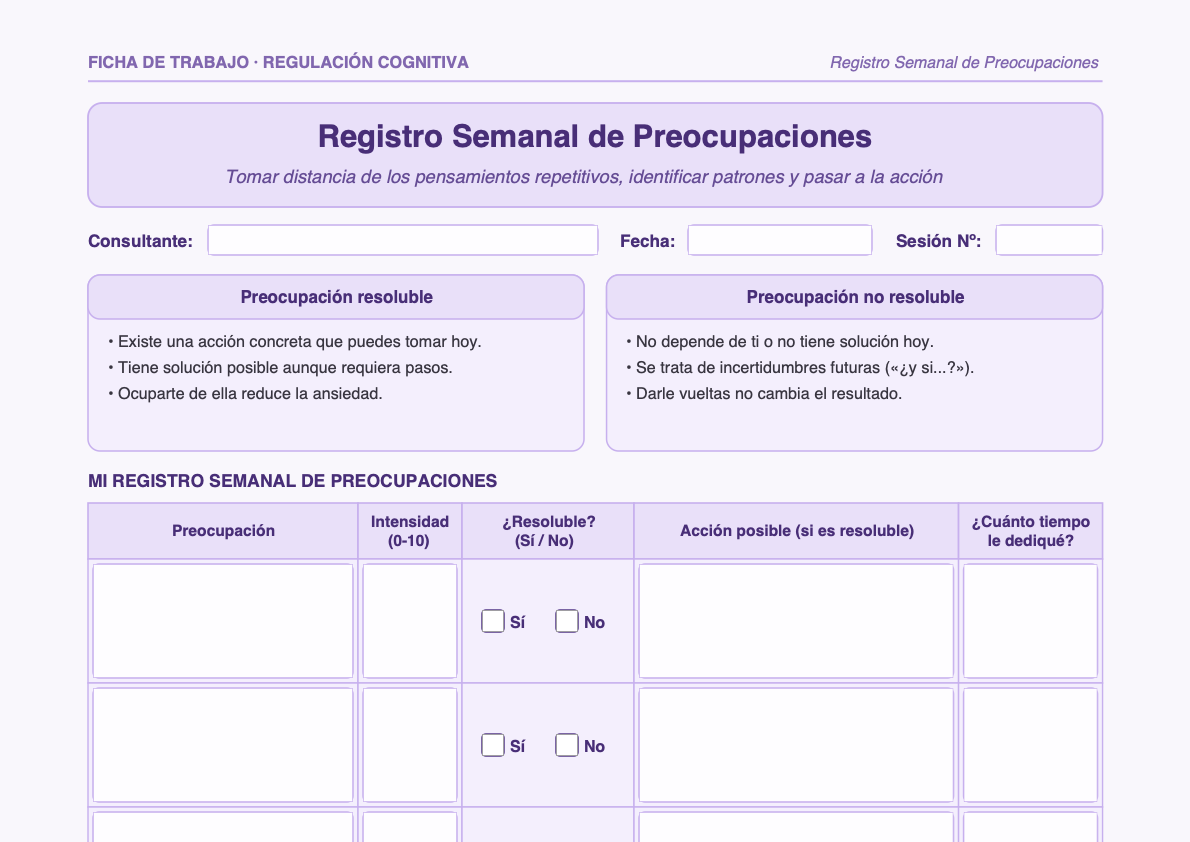 FICHA DE TRABAJO · REGULACIÓN COGNITIVA
Registro Semanal de Preocupaciones
Registro Semanal de Preocupaciones
Tomar distancia de los pensamientos repetitivos, identificar patrones y pasar a la acción
Consultante: Fecha: Sesión Nº:
Preocupación resoluble
• Existe una acción concreta que puedes tomar hoy.
• Tiene solución posible aunque requiera pasos.
• Ocuparte de ella reduce la ansiedad.
Preocupación no resoluble
• No depende de ti o no tiene solución hoy.
• Se trata de incertidumbres futuras («¿y si...?»).
• Darle vueltas no cambia el resultado.
MI REGISTRO SEMANAL DE PREOCUPACIONES
Preocupación
Intensidad
(0-10)
¿Resoluble?
(Sí / No)
Acción posible (si es resoluble)
¿Cuánto tiempo
le dediqué?
Sí No
Sí No